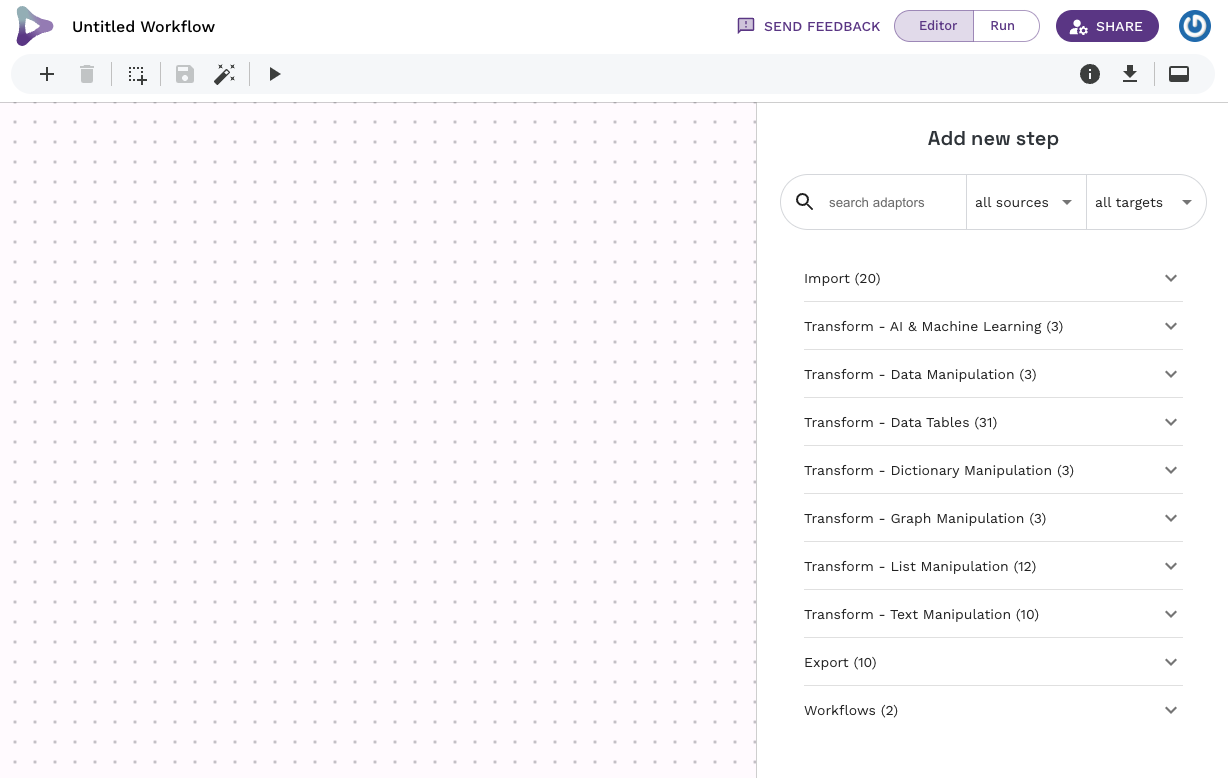 Untitled Workflow
SEND FEEDBACK
Editor
Run
SHARE
Add new step
search adaptors
all sources
all targets
Import (20)
Transform - AI & Machine Learning (3)
Transform - Data Manipulation (3)
Transform - Data Tables (31)
Transform - Dictionary Manipulation (3)
Transform - Graph Manipulation (3)
Transform - List Manipulation (12)
Transform - Text Manipulation (10)
Export (10)
Workflows (2)